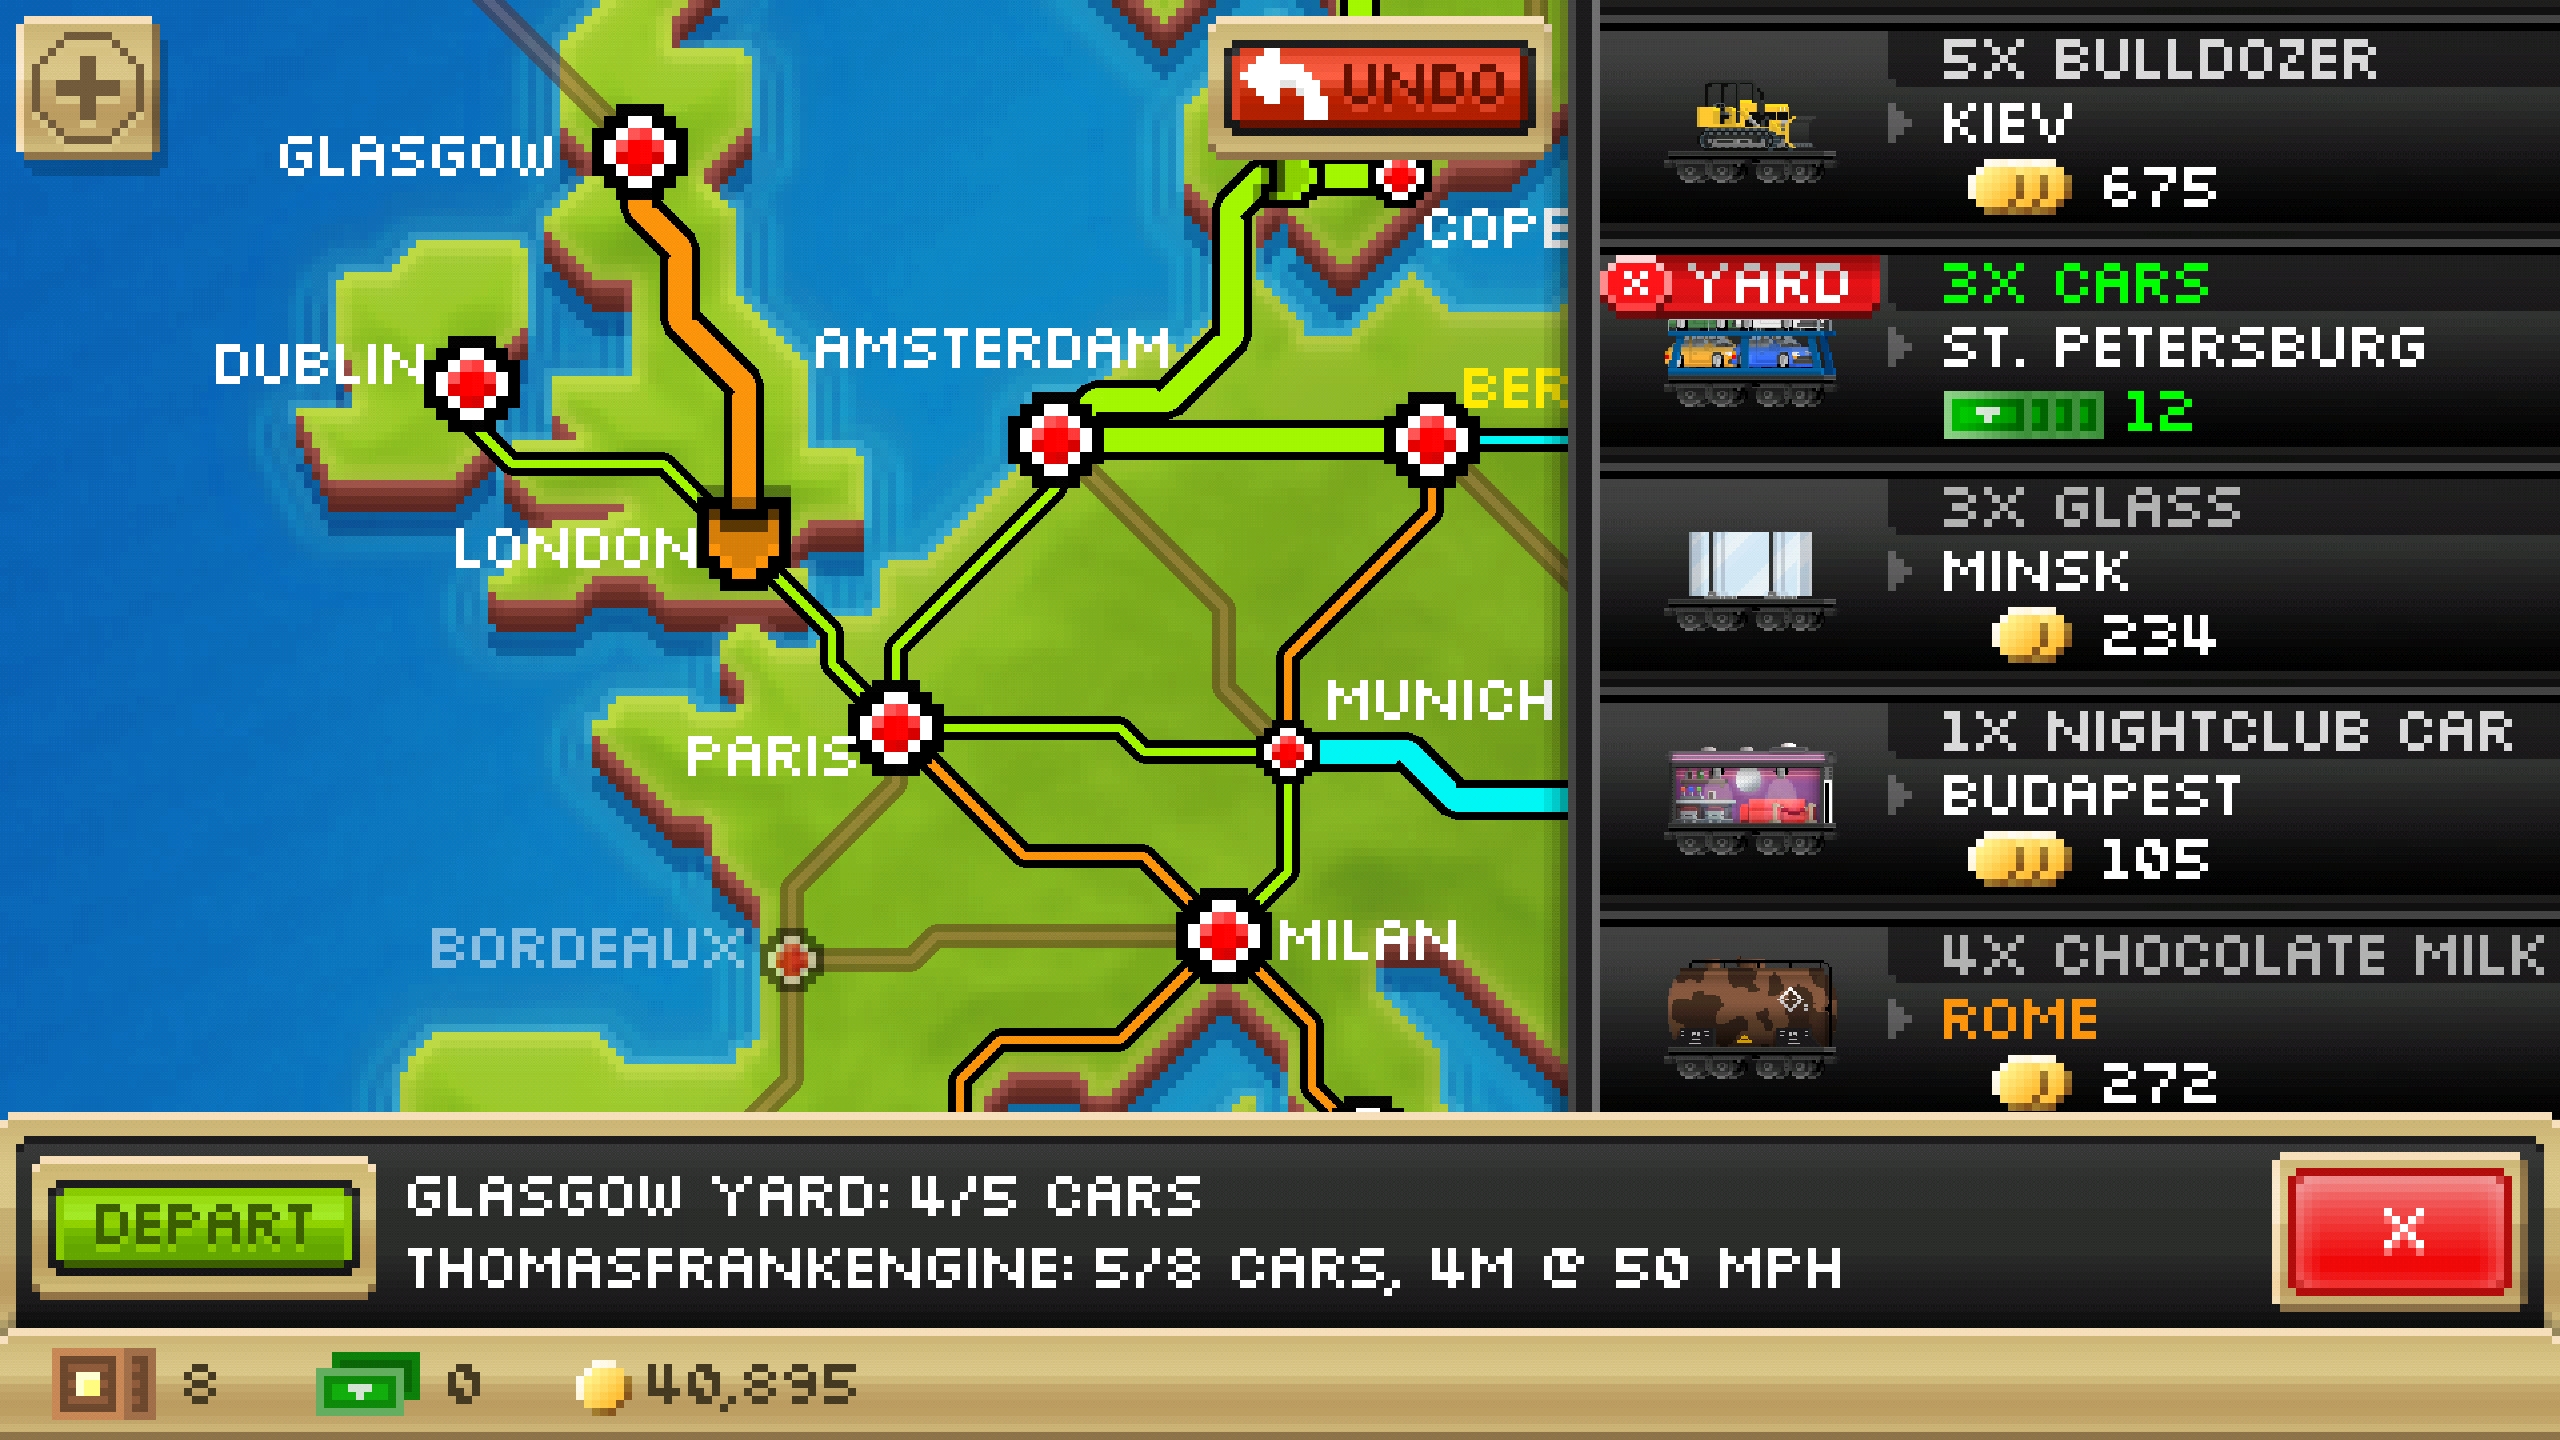 UNDO
GLASGOW
COPE
DUBLIN
AMSTERDAM
BER
LONDON
MUNICH
PARIS
BORDEAUX
MILAN
5X BULLDOZER
KIEV
675
YARD
3X CARS
ST. PETERSBURG
12
3X GLASS
MINSK
234
1X NIGHTCLUB CAR
BUDAPEST
105
4X CHOCOLATE MILK
ROME
272
DEPART
GLASGOW YARD: 4/5 CARS
THOMASFRANKENGINE: 5/8 CARS, 4M @ 50 MPH
X
8
0
40,895